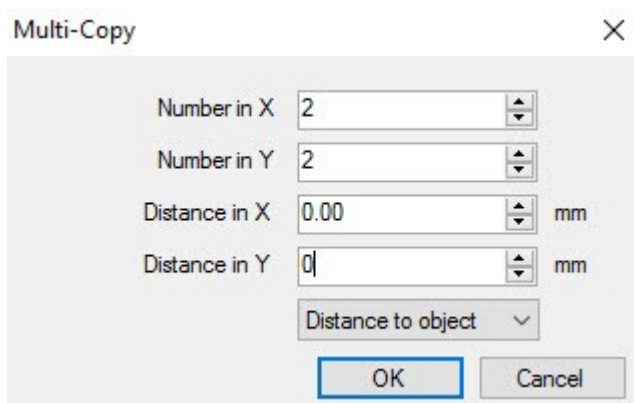 Multi-Copy
Number in X 2
Number in Y 2
Distance in X 0.00 mm
Distance in Y 0 mm
Distance to object
OK Cancel